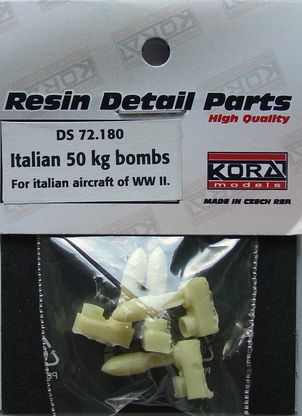 Resin Detail Parts
High Quality
DS 72.180
Italian 50 kg bombs
For italian aircraft of WW II.
KORA
models
MADE IN CZECH REP.